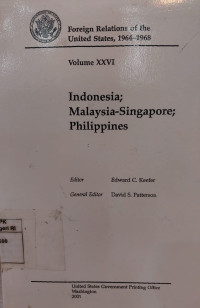 Foreign Relations of the
United States, 1964–1968
Volume XXVI
Indonesia;
Malaysia-Singapore;
Philippines
Editor Edward C. Keefer
General Editor David S. Patterson
United States Government Printing Office
Washington